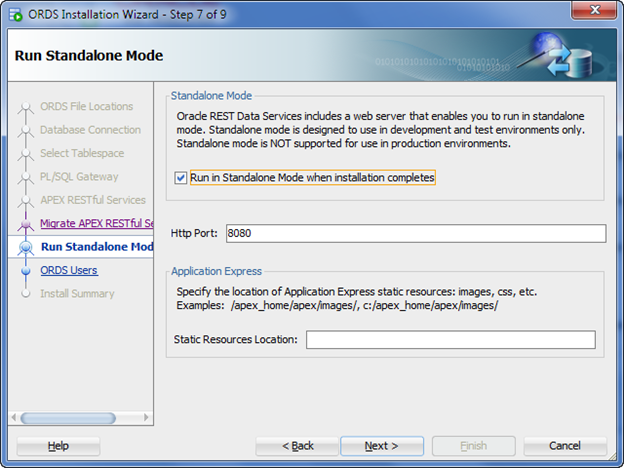 ORDS Installation Wizard - Step 7 of 9
Run Standalone Mode
ORDS File Locations
Database Connection
Select Tablespace
PL/SQL Gateway
APEX RESTful Services
Migrate APEX RESTful Se
Run Standalone Mod
ORDS Users
Install Summary
Standalone Mode
Oracle REST Data Services includes a web server that enables you to run in standalone
mode. Standalone mode is designed to use in development and test environments only.
Standalone mode is NOT supported for use in production environments.
Run in Standalone Mode when installation completes
Http Port: 8080
Application Express
Specify the location of Application Express static resources: images, css, etc.
Examples: /apex_home/apex/images/, c:/apex_home/apex/images/
Static Resources Location:
Help
< Back
Next >
Finish
Cancel